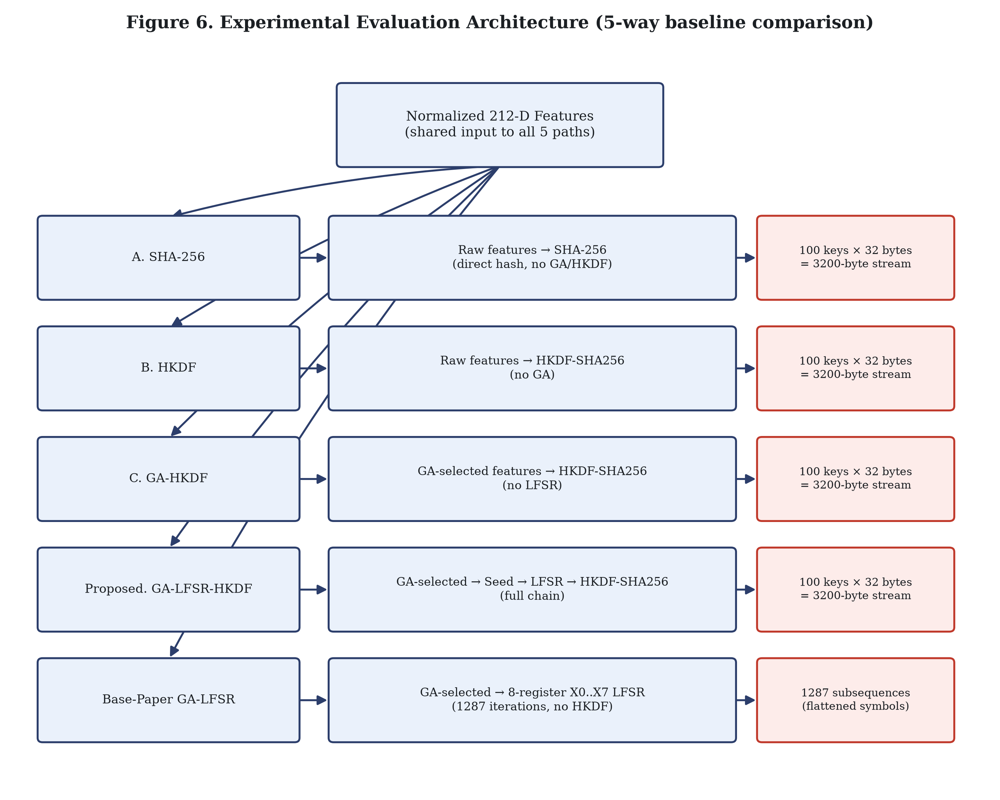 Figure 6. Experimental Evaluation Architecture (5-way baseline comparison)
Normalized 212-D Features
(shared input to all 5 paths)
A. SHA-256
Raw features → SHA-256
(direct hash, no GA/HKDF)
100 keys × 32 bytes
= 3200-byte stream
B. HKDF
Raw features → HKDF-SHA256
(no GA)
100 keys × 32 bytes
= 3200-byte stream
C. GA-HKDF
GA-selected features → HKDF-SHA256
(no LFSR)
100 keys × 32 bytes
= 3200-byte stream
Proposed. GA-LFSR-HKDF
GA-selected → Seed → LFSR → HKDF-SHA256
(full chain)
100 keys × 32 bytes
= 3200-byte stream
Base-Paper GA-LFSR
GA-selected → 8-register X0..X7 LFSR
(1287 iterations, no HKDF)
1287 subsequences
(flattened symbols)